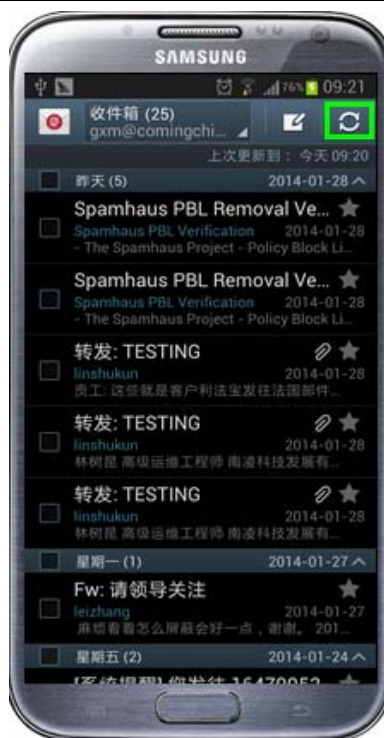 SAMSUNG
76% 09:21
收件箱 (25)
gxm@comingchi...
上次更新到：今天 09:20
昨天 (5) 2014-01-28
Spamhaus PBL Removal Ve...
Spamhaus PBL Verification 2014-01-28
- The Spamhaus Project - Policy Block Li...
Spamhaus PBL Removal Ve...
Spamhaus PBL Verification 2014-01-28
- The Spamhaus Project - Policy Block Li...
转发: TESTING
linshukun 2014-01-28
贵工: 这些就是客户利法宝发往法国邮件...
转发: TESTING
linshukun 2014-01-28
林树昆 高级运维工程师 南凌科技发展有...
转发: TESTING
linshukun 2014-01-28
林树昆 高级运维工程师 南凌科技发展有...
星期一 (1) 2014-01-27
Fw: 请领导关注
leizhang 2014-01-27
麻烦看看怎么屏蔽会好一点，谢谢。 201...
星期五 (2) 2014-01-24